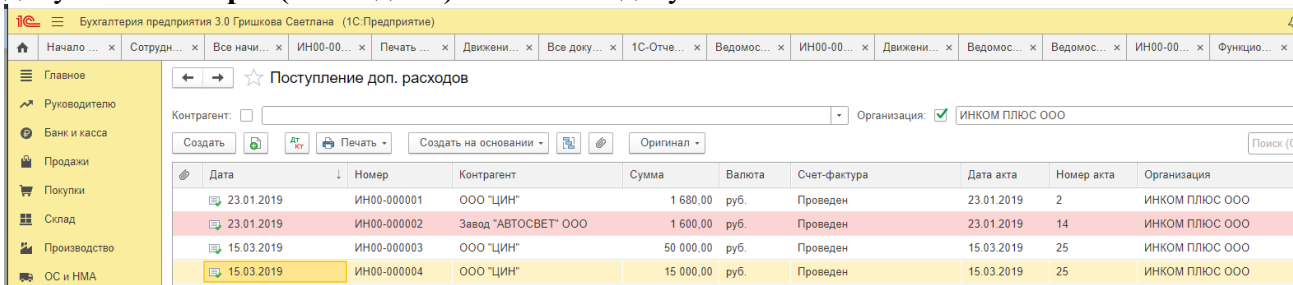 Бухгалтерия предприятия 3.0 Гришкова Светлана (1С:Предприятие)
Начало ... × Сотрудн... × Все начи... × ИН00-00... × Печать ... × Движени... × Все доку... × 1С-Отче... × Ведомос... × ИН00-00... × Движени... × Ведомос... × Ведомос... × ИН00-00... × Функцио... ×
Главное
Руководителю
Банк и касса
Продажи
Покупки
Склад
Производство
ОС и НМА
Поступление доп. расходов
Контрагент: Организация: ИНКОМ ПЛЮС ООО
Создать Дт Кт Печать Создать на основании Оригинал Поиск (C
Дата ↓ Номер Контрагент Сумма Валюта Счет-фактура Дата акта Номер акта Организация
23.01.2019 ИН00-000001 ООО "ЦИН" 1 680,00 руб. Проведен 23.01.2019 2 ИНКОМ ПЛЮС ООО
23.01.2019 ИН00-000002 Завод "АВТОСВЕТ" ООО 1 600,00 руб. Проведен 23.01.2019 14 ИНКОМ ПЛЮС ООО
15.03.2019 ИН00-000003 ООО "ЦИН" 50 000,00 руб. Проведен 15.03.2019 25 ИНКОМ ПЛЮС ООО
15.03.2019 ИН00-000004 ООО "ЦИН" 15 000,00 руб. Проведен 15.03.2019 25 ИНКОМ ПЛЮС ООО